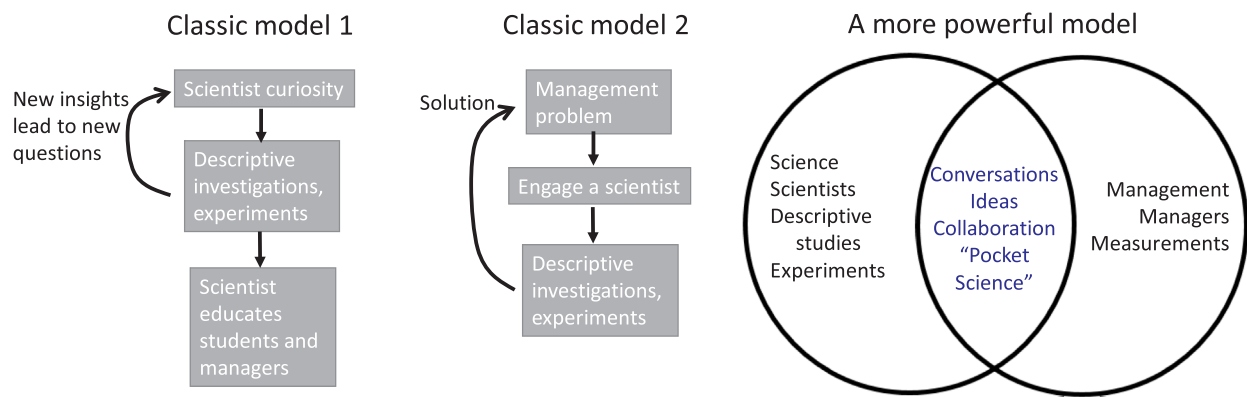 Classic model 1
New insights
lead to new
questions
Scientist curiosity
Descriptive
investigations,
experiments
Scientist
educates
students and
managers
Classic model 2
Solution
Management
problem
Engage a scientist
Descriptive
investigations,
experiments
A more powerful model
Science
Scientists
Descriptive
studies
Experiments
Conversations
Ideas
Collaboration
“Pocket
Science”
Management
Managers
Measurements